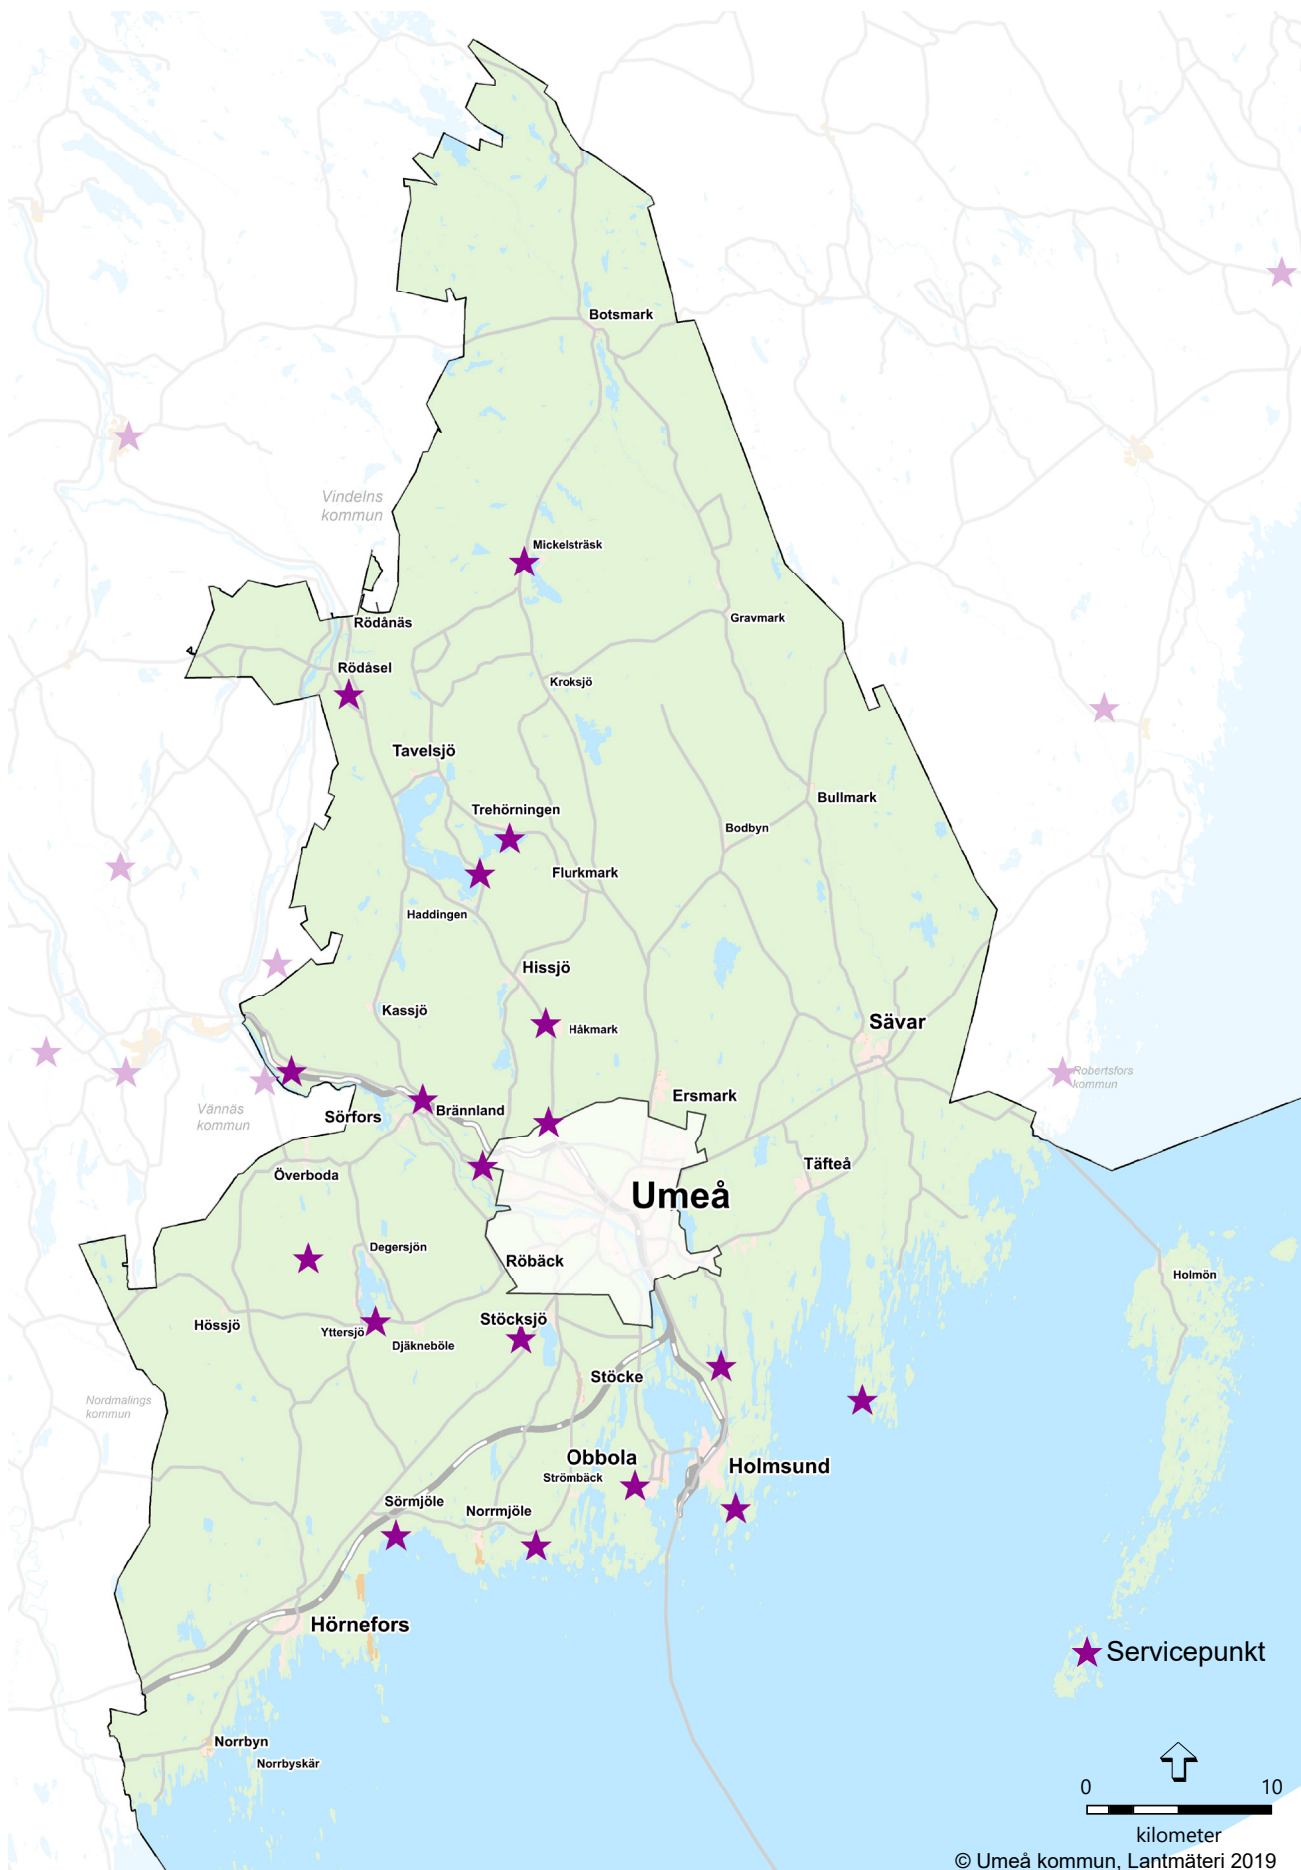 Botsmark
Vindelns
kommun
Mickelsträsk
Gravmark
Rödånäs
Rödåsel
Kroksjö
Tavelsjö
Bullmark
Trehörningen
Bodbyn
Flurkmark
Haddingen
Hissjö
Kassjö
Sävar
Håkmark
Robertsfors
kommun
Ersmark
Brännland
Vännäs
kommun
Sörfors
Täfteå
Överboda
Umeå
Degersjön
Röbäck
Holmön
Hössjö
Stöcksjö
Yttersjö
Djäkneböle
Stöcke
Nordmalings
kommun
Obbola
Holmsund
Strömbäck
Sörmjöle
Norrmjöle
Hörnefors
Servicepunkt
Norrbyn
Norrbyskär
0 10
kilometer
© Umeå kommun, Lantmäteri 2019